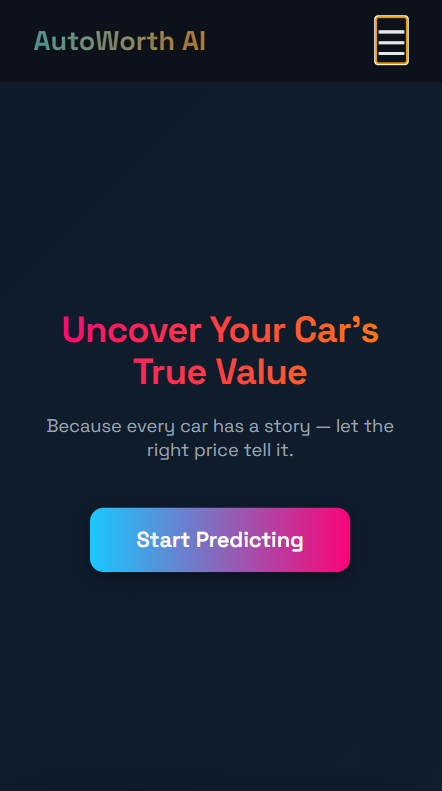 AutoWorth AI
Uncover Your Car’s
True Value
Because every car has a story — let the
right price tell it.
Start Predicting